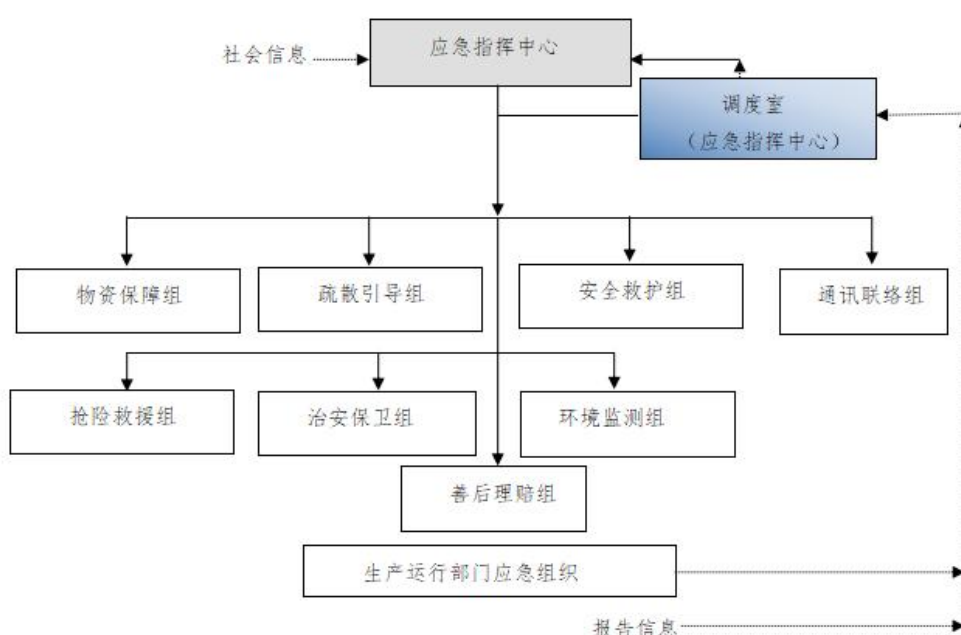 应急指挥中心
社会信息
调度室
（应急指挥中心）
物资保障组
疏散引导组
安全救护组
通讯联络组
抢险救援组
治安保卫组
环境监测组
善后理赔组
生产运行部门应急组织
报告信息